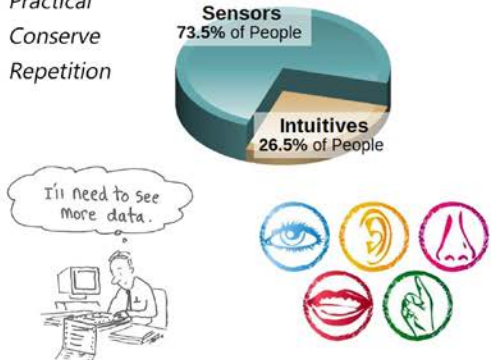 Practical
Conserve
Repetition
Sensors
73.5% of People
Intuitives
26.5% of People
I'll need to see
more data.